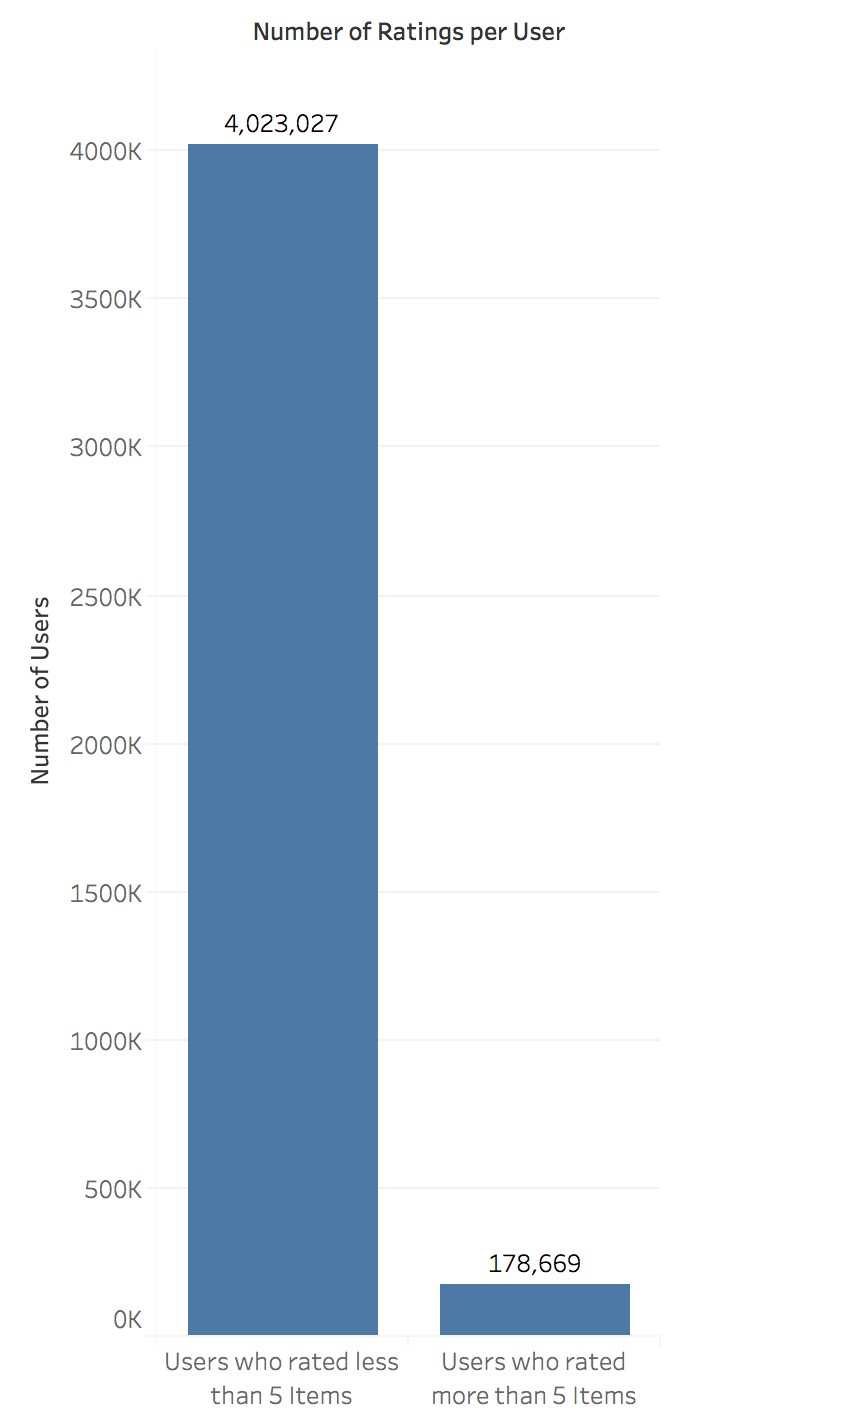 Number of Ratings per User
4,023,027
4000K
3500K
3000K
2500K
Number of Users
2000K
1500K
1000K
500K
178,669
0K
Users who rated less
than 5 Items
Users who rated
more than 5 Items